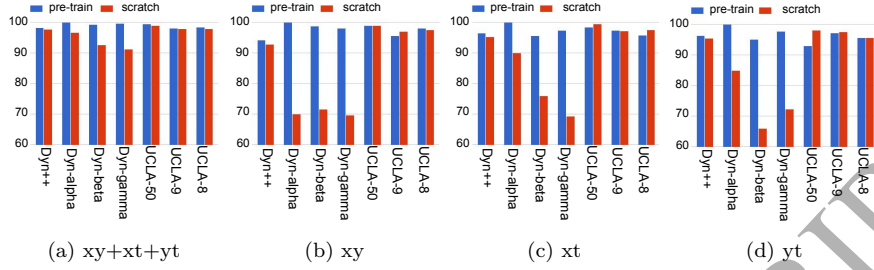 pre-train scratch
100
90
80
70
60
Dyn++
Dyn-alpha
Dyn-beta
Dyn-gamma
UCLA-50
UCLA-9
UCLA-8
(a) xy+xt+yt
pre-train scratch
100
90
80
70
60
Dyn++
Dyn-alpha
Dyn-beta
Dyn-gamma
UCLA-50
UCLA-9
UCLA-8
(b) xy
pre-train scratch
100
90
80
70
60
Dyn++
Dyn-alpha
Dyn-beta
Dyn-gamma
UCLA-50
UCLA-9
UCLA-8
(c) xt
pre-train scratch
100
90
80
70
60
Dyn++
Dyn-alpha
Dyn-beta
Dyn-gamma
UCLA-50
UCLA-9
UCLA-8
(d) yt